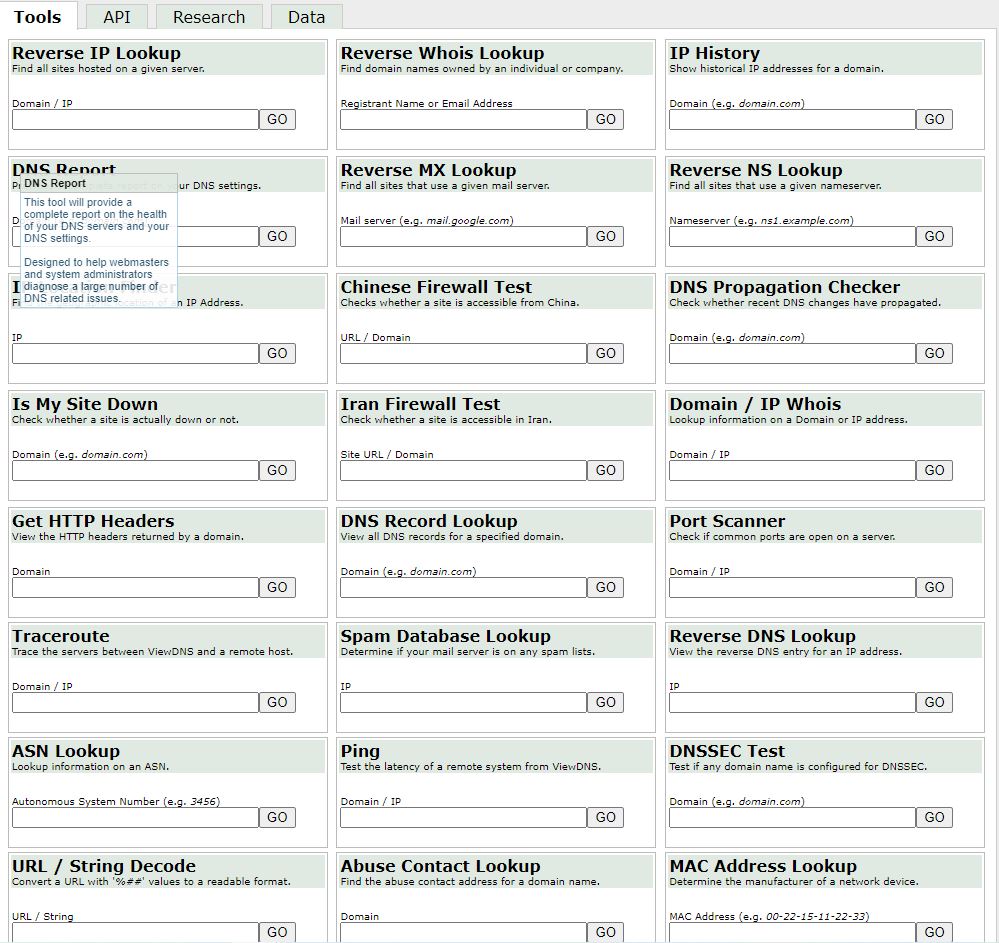 Tools
API
Research
Data
Reverse IP Lookup
Find all sites hosted on a given server.
Domain / IP
GO
Reverse Whois Lookup
Find domain names owned by an individual or company.
Registrant Name or Email Address
GO
IP History
Show historical IP addresses for a domain.
Domain (e.g. domain.com)
GO
DNS Report
your DNS settings.
DNS Report
This tool will provide a
complete report on the health
of your DNS servers and your
DNS settings.
Designed to help webmasters
and system administrators
diagnose a large number of
DNS related issues.
GO
Reverse MX Lookup
Find all sites that use a given mail server.
Mail server (e.g. mail.google.com)
GO
Reverse NS Lookup
Find all sites that use a given nameserver.
Nameserver (e.g. ns1.example.com)
GO
an IP Address.
IP
GO
Chinese Firewall Test
Checks whether a site is accessible from China.
URL / Domain
GO
DNS Propagation Checker
Check whether recent DNS changes have propagated.
Domain (e.g. domain.com)
GO
Is My Site Down
Check whether a site is actually down or not.
Domain (e.g. domain.com)
GO
Iran Firewall Test
Check whether a site is accessible in Iran.
Site URL / Domain
GO
Domain / IP Whois
Lookup information on a Domain or IP address.
Domain / IP
GO
Get HTTP Headers
View the HTTP headers returned by a domain.
Domain
GO
DNS Record Lookup
View all DNS records for a specified domain.
Domain (e.g. domain.com)
GO
Port Scanner
Check if common ports are open on a server.
Domain / IP
GO
Traceroute
Trace the servers between ViewDNS and a remote host.
Domain / IP
GO
Spam Database Lookup
Determine if your mail server is on any spam lists.
IP
GO
Reverse DNS Lookup
View the reverse DNS entry for an IP address.
IP
GO
ASN Lookup
Lookup information on an ASN.
Autonomous System Number (e.g. 3456)
GO
Ping
Test the latency of a remote system from ViewDNS.
Domain / IP
GO
DNSSEC Test
Test if any domain name is configured for DNSSEC.
Domain (e.g. domain.com)
GO
URL / String Decode
Convert a URL with '%##' values to a readable format.
URL / String
GO
Abuse Contact Lookup
Find the abuse contact address for a domain name.
Domain
GO
MAC Address Lookup
Determine the manufacturer of a network device.
MAC Address (e.g. 00-22-15-11-22-33)
GO